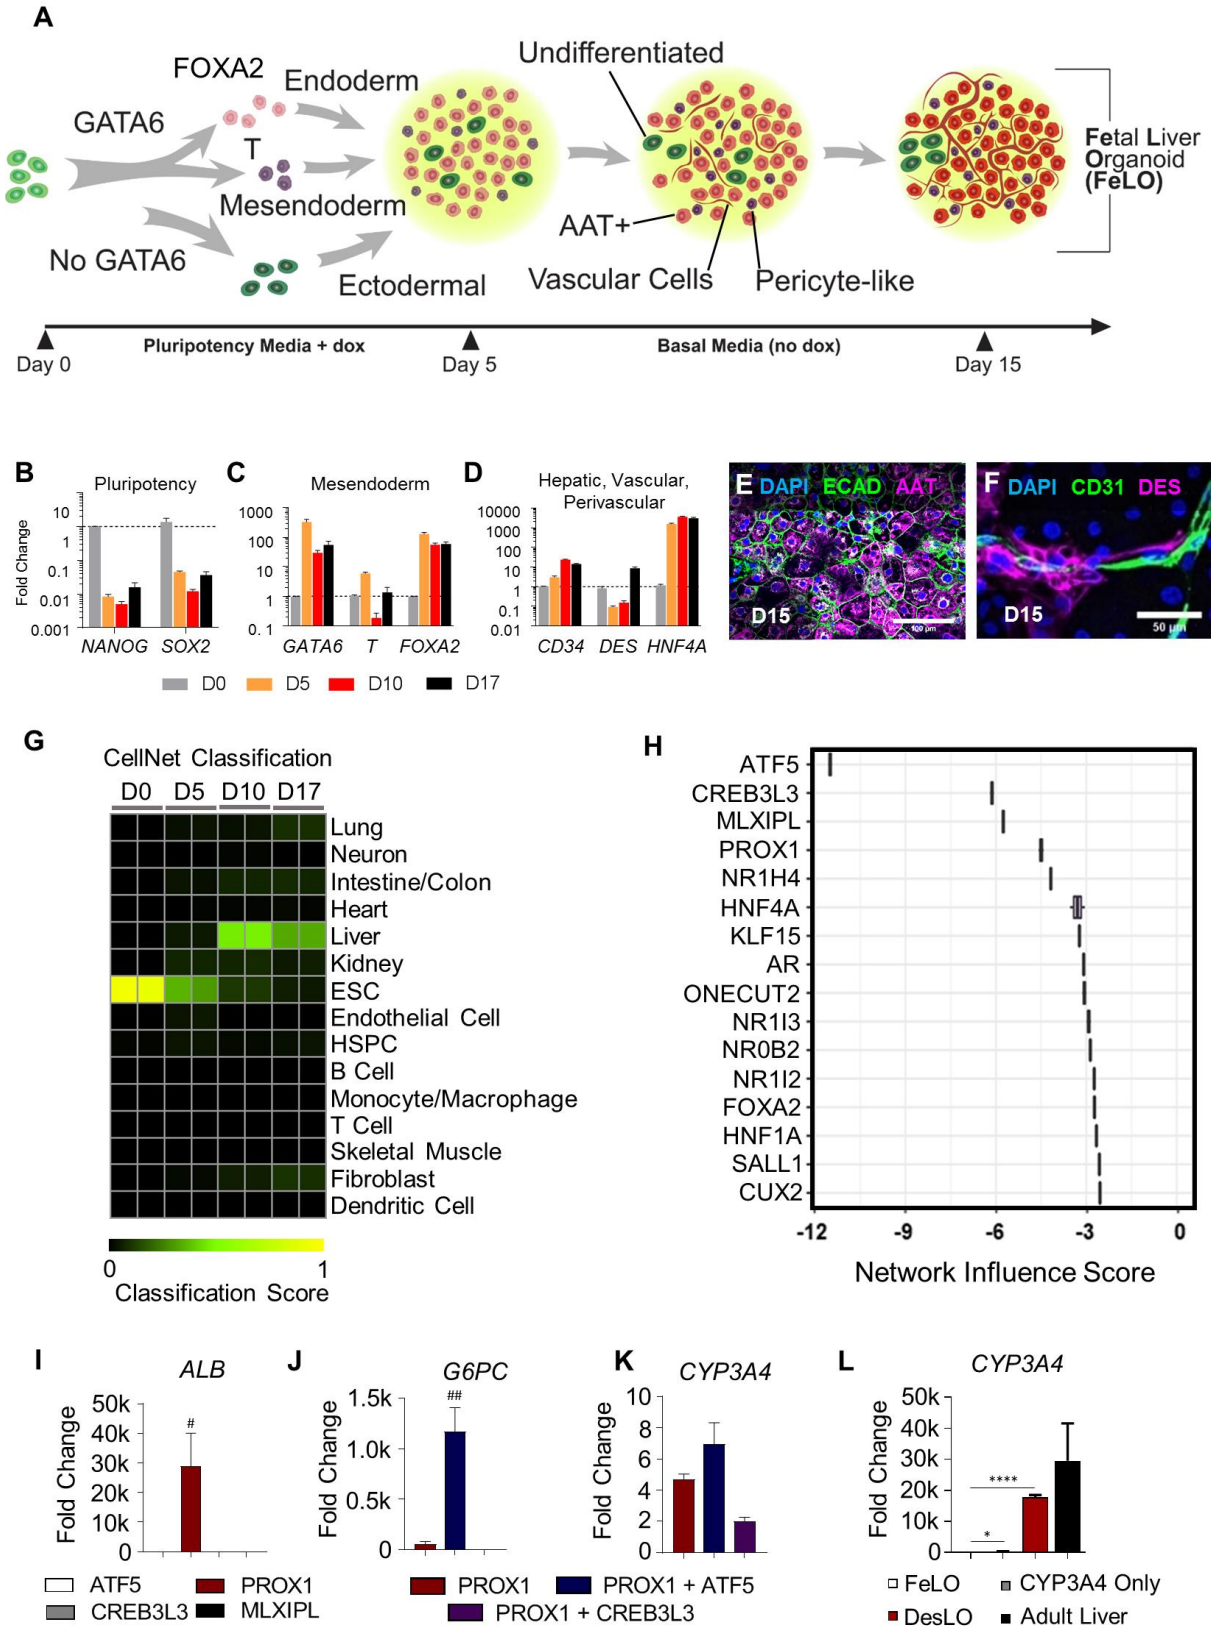 A
Undifferentiated
FOXA2
Endoderm
GATA6
T
Mesendoderm
No GATA6
Ectodermal
AAT+
Vascular Cells
Pericyte-like
Fetal Liver
Organoid
(FeLO)
Pluripotency Media + dox
Basal Media (no dox)
Day 0
Day 5
Day 15
B
Pluripotency
Fold Change
10
1
0.1
0.01
0.001
NANOG SOX2
C
Mesendoderm
1000
100
10
1
0.1
GATA6 T FOXA2
D
Hepatic, Vascular,
Perivascular
10000
1000
100
10
1
0.1
0.01
CD34 DES HNF4A
D0 D5 D10 D17
E DAPI ECAD AAT
D15
100 μm
F DAPI CD31 DES
D15
50 μm
G
CellNet Classification
D0 D5 D10 D17
Lung
Neuron
Intestine/Colon
Heart
Liver
Kidney
ESC
Endothelial Cell
HSPC
B Cell
Monocyte/Macrophage
T Cell
Skeletal Muscle
Fibroblast
Dendritic Cell
0 1
Classification Score
H
ATF5
CREB3L3
MLXIPL
PROX1
NR1H4
HNF4A
KLF15
AR
ONECUT2
NR1I3
NR0B2
NR1I2
FOXA2
HNF1A
SALL1
CUX2
-12 -9 -6 -3 0
Network Influence Score
I
ALB
Fold Change
50k
40k
30k
20k
10k
0
#
ATF5 PROX1
CREB3L3 MLXIPL
J
G6PC
Fold Change
1.5k
1.0k
0.5k
0
##
K
CYP3A4
Fold Change
10
8
6
4
2
0
PROX1 PROX1 + ATF5
PROX1 + CREB3L3
L
CYP3A4
Fold Change
50k
40k
30k
20k
10k
0
****
*
FeLO CYP3A4 Only
DesLO Adult Liver